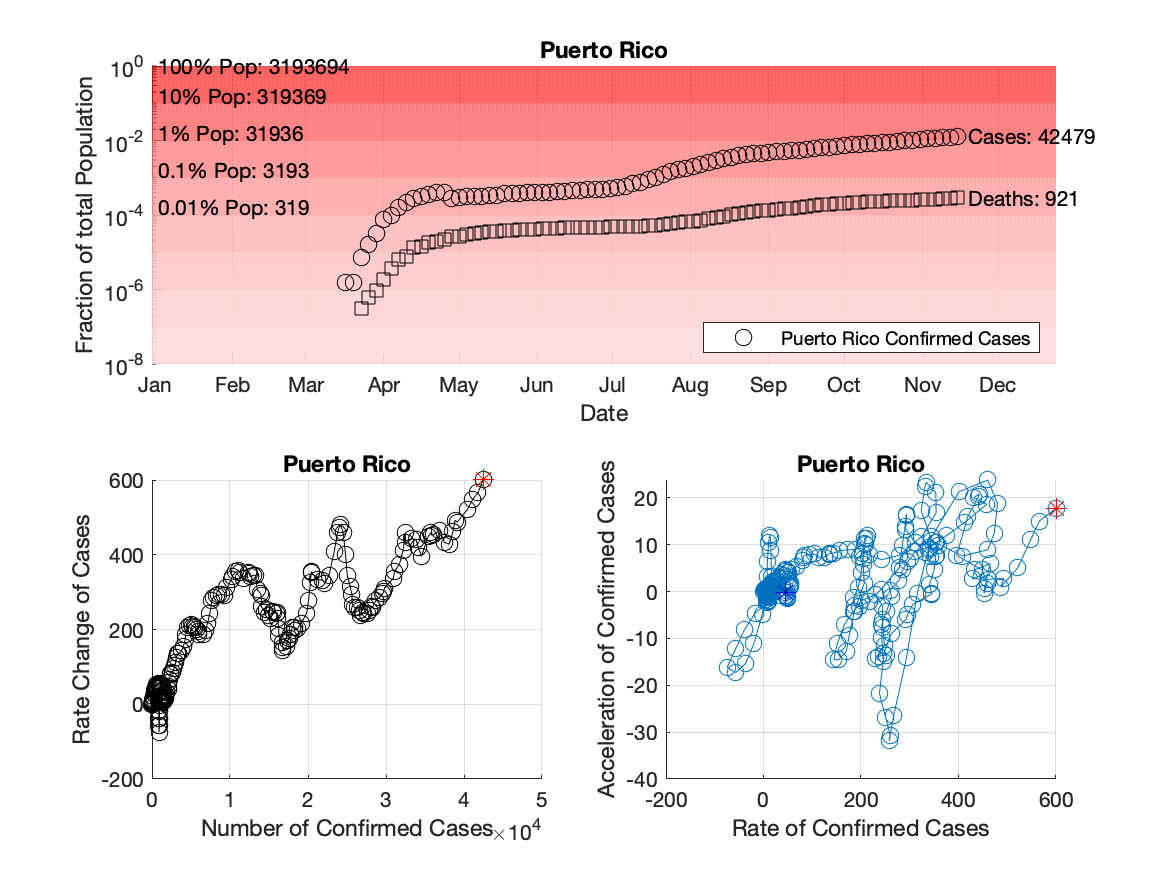 Puerto Rico
Fraction of total Population
10^0
10^-2
10^-4
10^-6
10^-8
100% Pop: 3193694
10% Pop: 319369
1% Pop: 31936
0.1% Pop: 3193
0.01% Pop: 319
Cases: 42479
Deaths: 921
Puerto Rico Confirmed Cases
Jan Feb Mar Apr May Jun Jul Aug Sep Oct Nov Dec
Date
Puerto Rico
Rate Change of Cases
600
400
200
0
-200
0 1 2 3 4 5
Number of Confirmed Cases
×10^4
Puerto Rico
Acceleration of Confirmed Cases
20
10
0
-10
-20
-30
-40
-200 0 200 400 600
Rate of Confirmed Cases